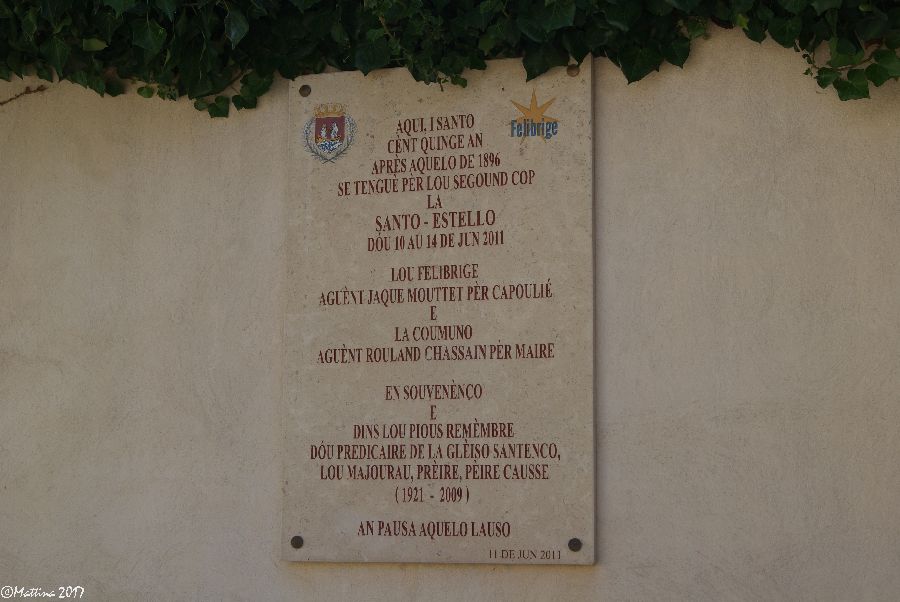 Felibrige
AQUI, I SANTO
CÈNT QUINGE AN
APRÈS AQUELO DE 1896
SE TENGUÈ PÈR LOU SEGOUND COP
LA
SANTO - ESTELLO
DÓU 10 AU 14 DE JUN 2011
LOU FELIBRIGE
AGUÈNT JAQUE MOUTTET PÈR CAPOULIÉ
E
LA COUMUNO
AGUÈNT ROULAND CHASSAIN PÈR MAIRE
EN SOUVENÈNÇO
E
DINS LOU PIOUS REMÈMBRE
DÓU PREDICAIRE DE LA GLÈISO SANTENCO,
LOU MAJOURAU, PRÈIRE, PÈIRE CAUSSE
( 1921 - 2009 )
AN PAUSA AQUELO LAUSO
11 DE JUN 2011
©Mattina 2017